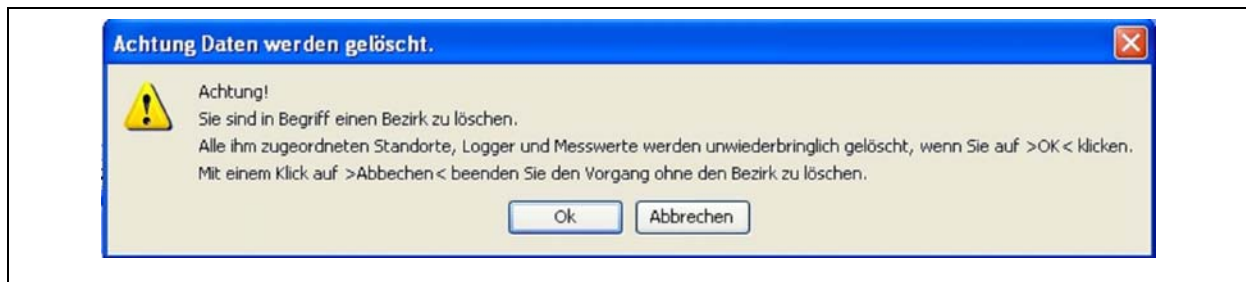 Achtung Daten werden gelöscht.
Achtung!
Sie sind in Begriff einen Bezirk zu löschen.
Alle ihm zugeordneten Standorte, Logger und Messwerte werden unwiederbringlich gelöscht, wenn Sie auf >OK< klicken.
Mit einem Klick auf >Abbechen< beenden Sie den Vorgang ohne den Bezirk zu löschen.
Ok Abbrechen